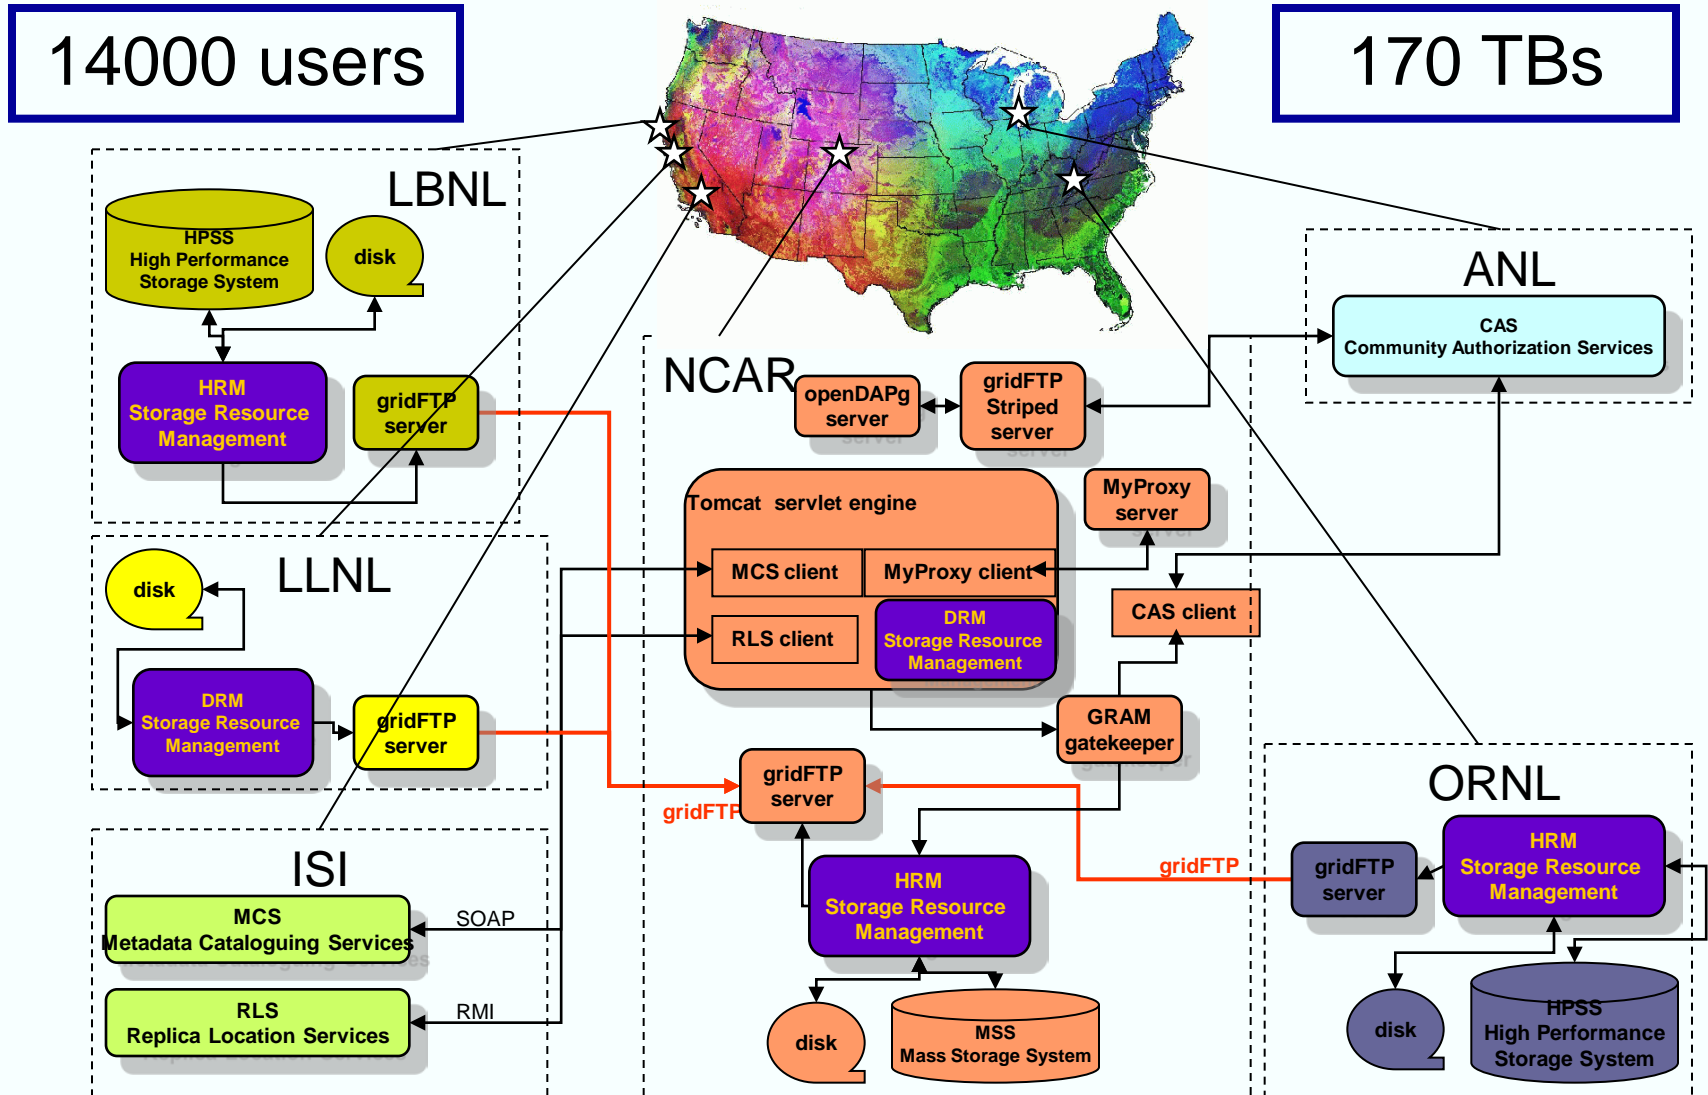 14000 users
170 TBs
LBNL
HPSS
High Performance
Storage System
disk
HRM
Storage Resource
Management
gridFTP
server
LLNL
disk
DRM
Storage Resource
Management
gridFTP
server
ISI
MCS
Metadata Cataloguing Services
SOAP
RLS
Replica Location Services
RMI
NCAR
openDAPg
server
gridFTP
Striped
server
Tomcat servlet engine
MyProxy
server
MCS client
MyProxy client
CAS client
RLS client
DRM
Storage Resource
Management
GRAM
gatekeeper
gridFTP
server
gridFTP
HRM
Storage Resource
Management
disk
MSS
Mass Storage System
ANL
CAS
Community Authorization Services
ORNL
gridFTP
gridFTP
server
HRM
Storage Resource
Management
disk
HPSS
High Performance
Storage System